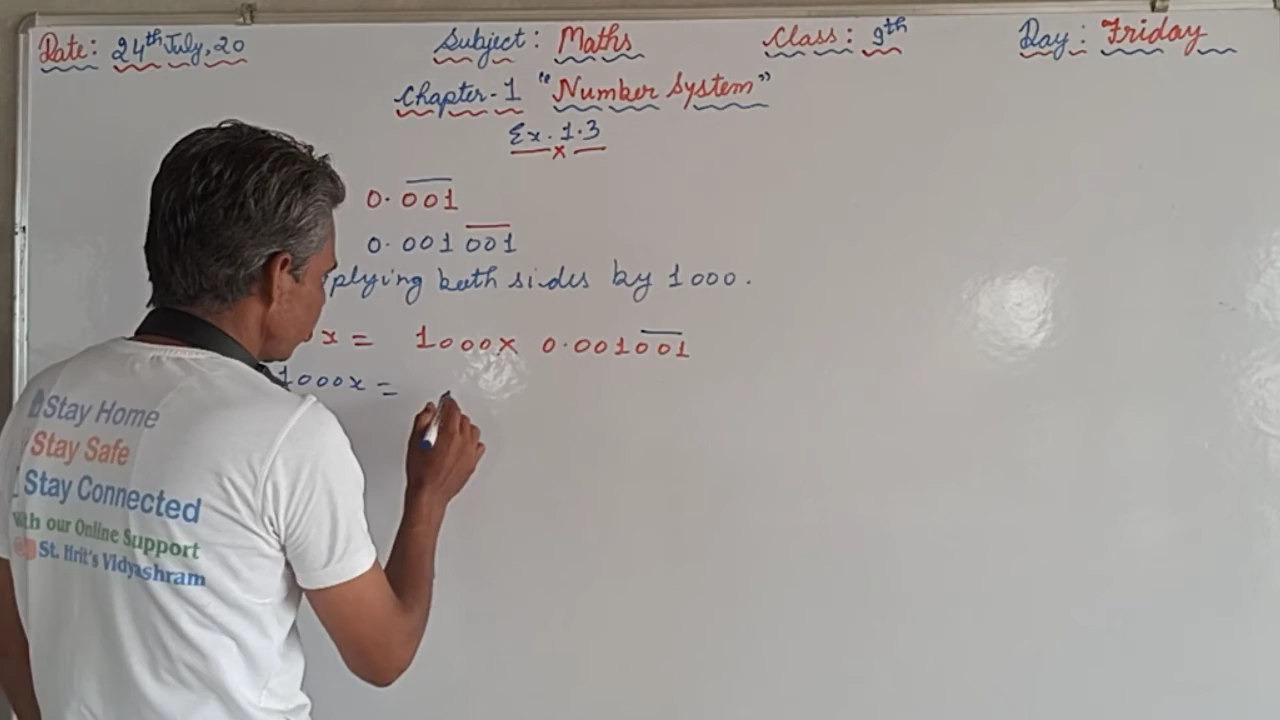 Date: 24th July, 20 Subject: Maths Class: 9th Day: Friday
Chapter-1 "Number System"
Ex. 1.3
0.001
0.001001
plying both sides by 1000.
x = 1000x 0.001001
1000x =
Stay Home
Stay Safe
Stay Connected
With our Online Support
St. Hrit's Vidyashram